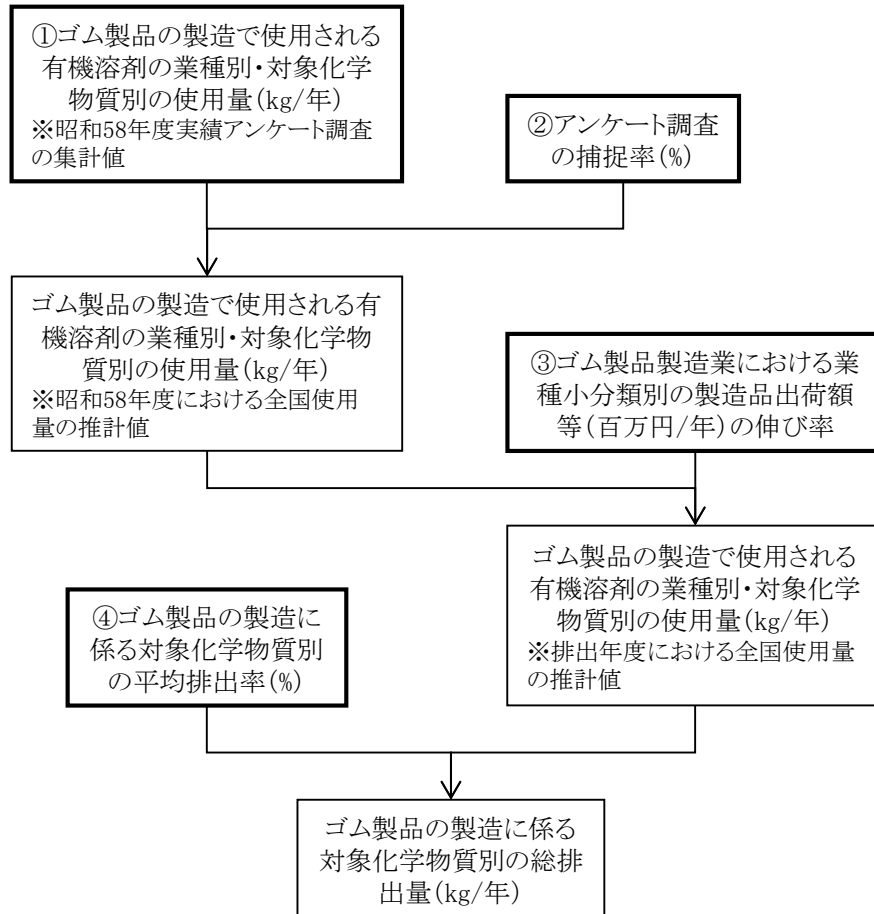 ①ゴム製品の製造で使用される
有機溶剤の業種別・対象化学
物質別の使用量(kg/年)
※昭和58年度実績アンケート調査
の集計値
②アンケート調査
の捕捉率(%)
ゴム製品の製造で使用される有
機溶剤の業種別・対象化学物
質別の使用量(kg/年)
※昭和58年度における全国使用
量の推計値
③ゴム製品製造業における業
種小分類別の製造品出荷額
等(百万円/年)の伸び率
ゴム製品の製造で使用される
有機溶剤の業種別・対象化学
物質別の使用量(kg/年)
※排出年度における全国使用量
の推計値
④ゴム製品の製造に
係る対象化学物質別
の平均排出率(%)
ゴム製品の製造に係る
対象化学物質別の総排
出量(kg/年)